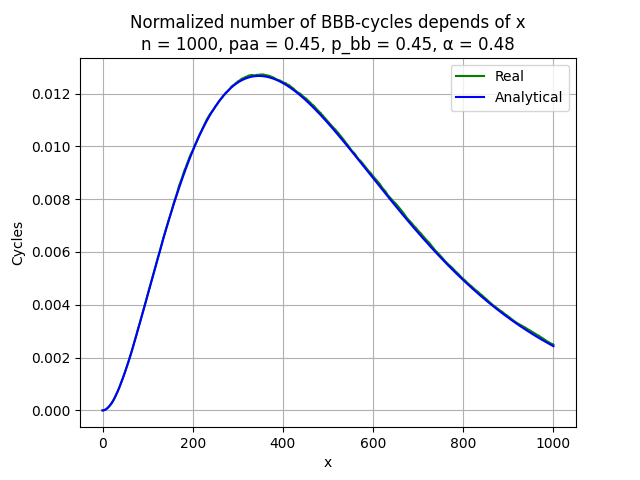 Normalized number of BBB-cycles depends of x
n = 1000, paa = 0.45, p_bb = 0.45, α = 0.48
Real
Analytical
Cycles
0.012
0.010
0.008
0.006
0.004
0.002
0.000
0 200 400 600 800 1000
x